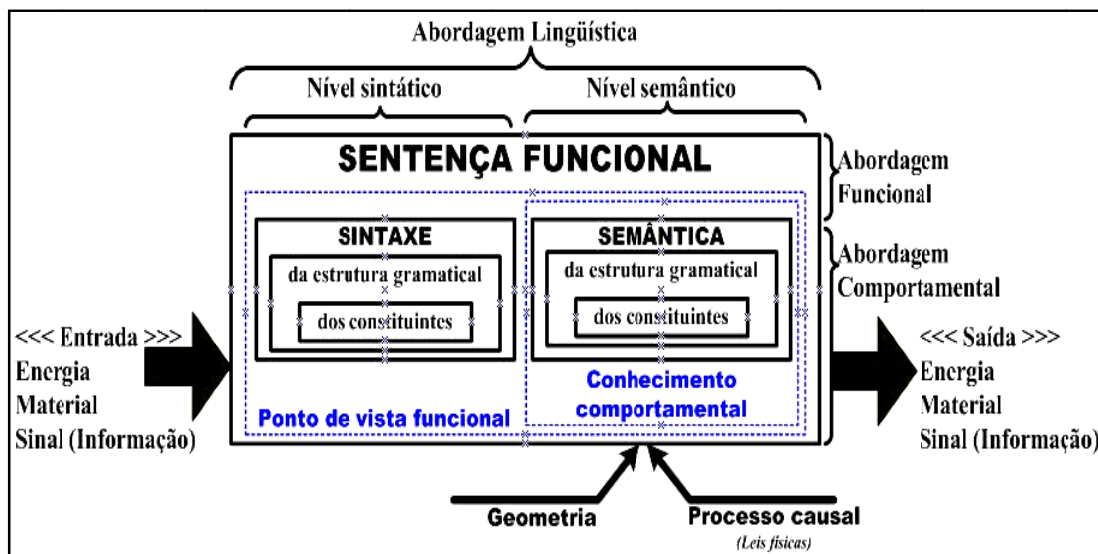 Abordagem Lingüística
Nível sintático
Nível semântico
SENTENÇA FUNCIONAL
Abordagem
Funcional
SINTAXE
da estrutura gramatical
dos constituintes
SEMÂNTICA
da estrutura gramatical
dos constituintes
Abordagem
Comportamental
<<< Entrada >>>
Energia
Material
Sinal (Informação)
Ponto de vista funcional
Conhecimento
comportamental
<<< Saída >>>
Energia
Material
Sinal (Informação)
Geometria
Processo causal
(Leis físicas)